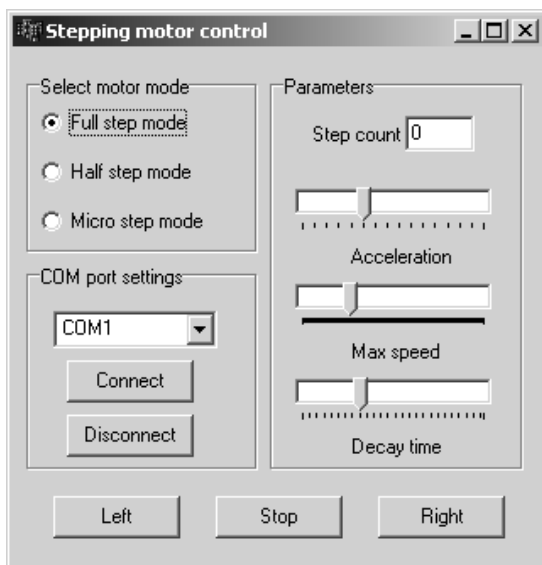 Stepping motor control
Select motor mode
Full step mode
Half step mode
Micro step mode
COM port settings
COM1
Connect
Disconnect
Parameters
Step count 0
Acceleration
Max speed
Decay time
Left Stop Right